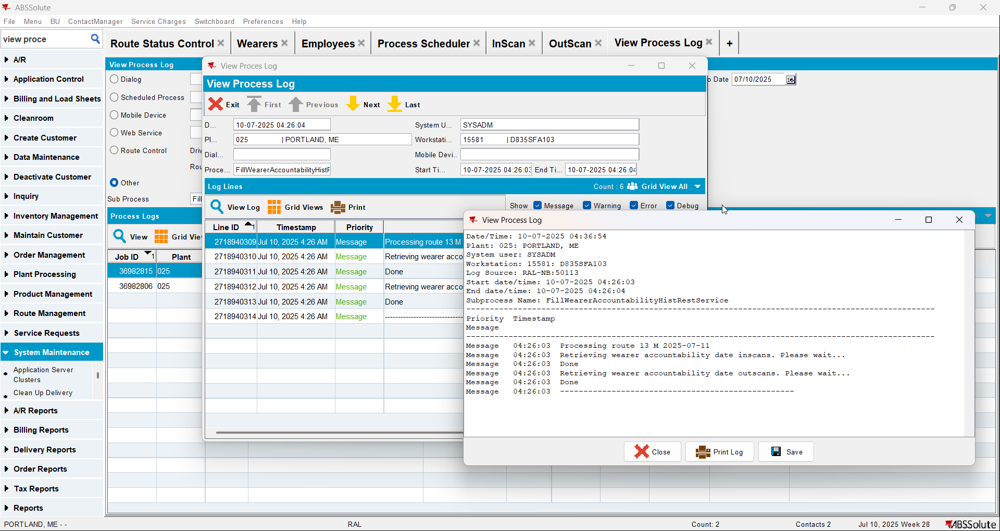 ABSSolute
File Menu BU ContactManager Service Charges Switchboard Preferences Help
view proce
Route Status Control Wearers Employees Process Scheduler InScan OutScan View Process Log +
A/R
Application Control
Billing and Load Sheets
Cleanroom
Create Customer
Data Maintenance
Deactivate Customer
Inquiry
Inventory Management
Maintain Customer
Order Management
Plant Processing
Product Management
Route Management
Service Requests
System Maintenance
Application Server
Clusters
Clean Up Delivery
A/R Reports
Billing Reports
Delivery Reports
Order Reports
Tax Reports
Reports
View Process Log
Dialog
Scheduled Process
Mobile Device
Web Service
Route Control Driv
Rou
Other
Sub Process Fill
Process Logs
View Grid Vie
Job ID 1 Plant
36982815 025
36982806 025
o Date 07/10/2025 16
View Proces Log
View Process Log
Exit First Previous Next Last
D... 10-07-2025 04:26:04 System U... SYSADM
Pl... 025 | PORTLAND, ME Workstati... 15581 | D835SFA103
Dial... Mobile Devi..
Proce... FillWearerAccountabilityHistF Start Ti... 10-07-2025 04:26:03 End Ti... 10-07-2025 04:26:04
Log Lines Count : 6 Grid View All
View Log Grid Views Print Show Message Warning Error Debug
Line ID 1 Timestamp Priority
2718940309 Jul 10, 2025 4:26 AM Message Processing route 13 M
2718940310 Jul 10, 2025 4:26 AM Message Retrieving wearer acco
2718940311 Jul 10, 2025 4:26 AM Message Done
2718940312 Jul 10, 2025 4:26 AM Message Retrieving wearer acco
2718940313 Jul 10, 2025 4:26 AM Message Done
2718940314 Jul 10, 2025 4:26 AM Message ------------------------------
View Process Log
Date/Time: 10-07-2025 04:36:54
Plant: 025: PORTLAND, ME
System user: SYSADM
Workstation: 15581: D835SFA103
Log Source: RAL-NB:50113
Start date/time: 10-07-2025 04:26:03
End date/time: 10-07-2025 04:26:04
Subprocess Name: FillWearerAccountabilityHistRestService
----------------------------------------------------------------------------------------------------
Priority Timestamp
Message
----------------------------------------------------------------------------------------------------
Message 04:26:03 Processing route 13 M 2025-07-11
Message 04:26:03 Retrieving wearer accountability date inscans. Please wait...
Message 04:26:03 Done
Message 04:26:03 Retrieving wearer accountability date outscans. Please wait...
Message 04:26:03 Done
Message 04:26:03 --------------------------------------------------
Close Print Log Save
PORTLAND, ME - - RAL Count: 2 Contacts 2 Jul 10, 2025 Week 28 ABSSolute